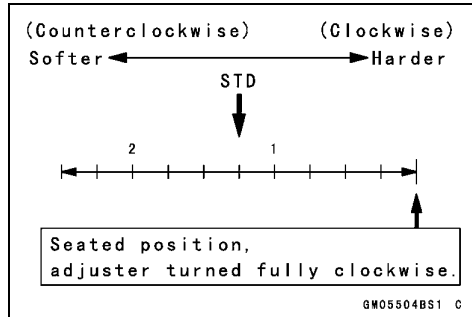 (Counterclockwise) (Clockwise)
Softer Harder
STD
2 1
Seated position,
adjuster turned fully clockwise.
GM05504BS1 C